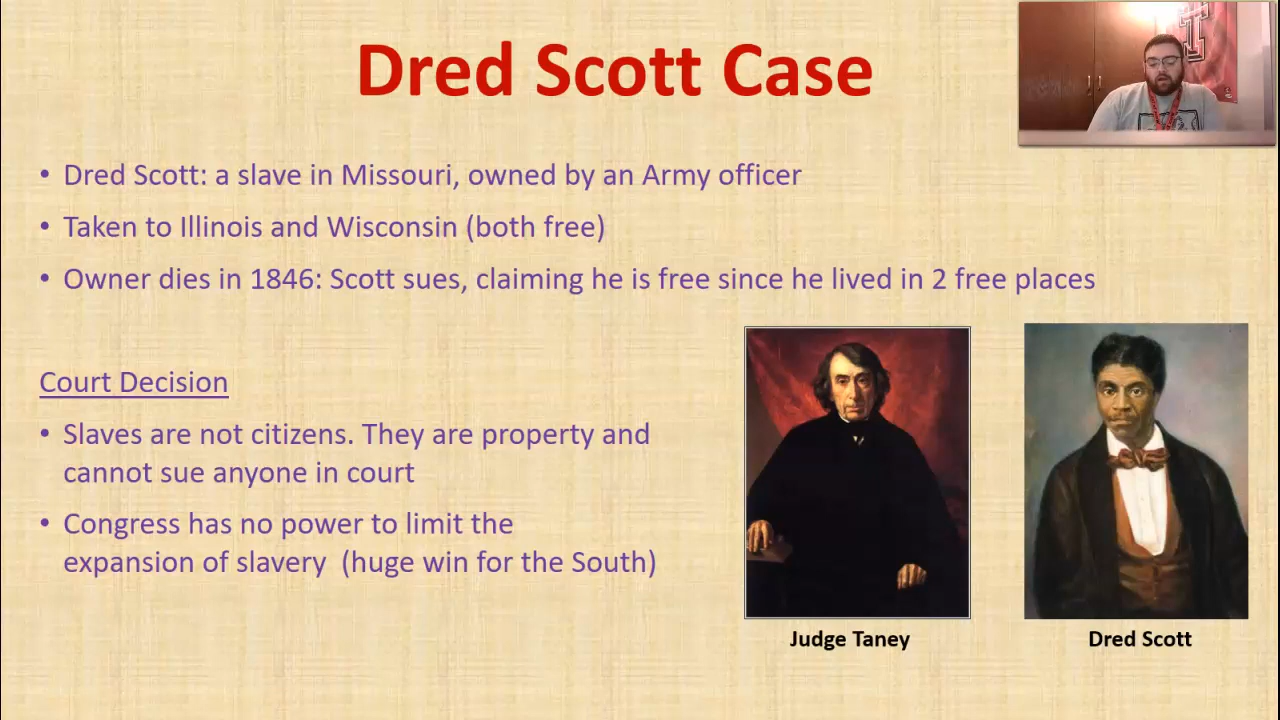 Dred Scott Case
• Dred Scott: a slave in Missouri, owned by an Army officer
• Taken to Illinois and Wisconsin (both free)
• Owner dies in 1846: Scott sues, claiming he is free since he lived in 2 free places
Court Decision
• Slaves are not citizens. They are property and
cannot sue anyone in court
• Congress has no power to limit the
expansion of slavery (huge win for the South)
Judge Taney
Dred Scott